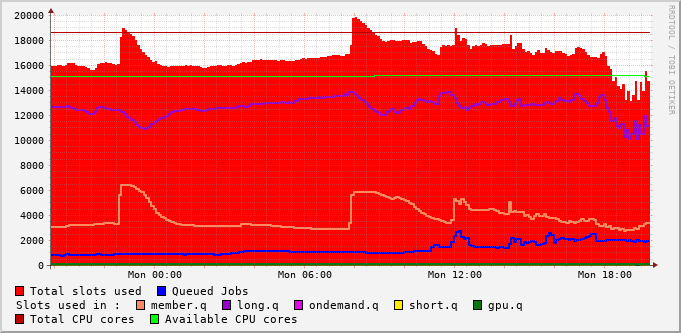 20000
18000
16000
14000
12000
10000
8000
6000
4000
2000
0
Mon 00:00 Mon 06:00 Mon 12:00 Mon 18:00
Total slots used Queued Jobs
Slots used in : member.q long.q ondemand.q short.q gpu.q
Total CPU cores Available CPU cores
RRDTOOL / TOBI OETIKER